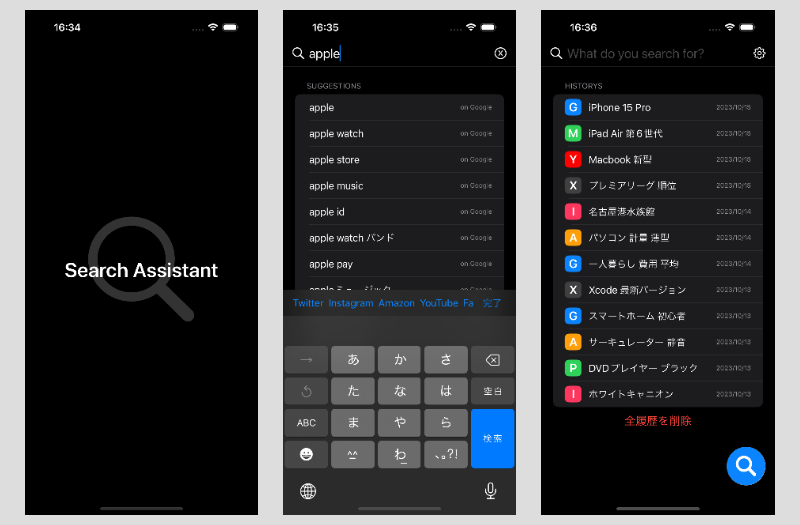 16:34
Search Assistant
16:35
apple
SUGGESTIONS
apple on Google
apple watch on Google
apple store on Google
apple music on Google
apple id on Google
apple watch バンド on Google
apple pay on Google
apple ミュージック
Twitter Instagram Amazon YouTube Fa 完了
→ あ か さ
た な は 空白
ABC ま や ら 検索
^^ わ_ 、。?!
16:36
What do you search for?
HISTORYS
G iPhone 15 Pro 2023/10/18
M iPad Air 第6世代 2023/10/18
Y Macbook 新型 2023/10/18
X プレミアリーグ 順位 2023/10/18
I 名古屋港水族館 2023/10/14
A パソコン 計量 薄型 2023/10/14
G 一人暮らし 費用 平均 2023/10/14
X Xcode 最新バージョン 2023/10/13
G スマートホーム 初心者 2023/10/13
A サーキュレーター 静音 2023/10/13
P DVDプレイヤー ブラック 2023/10/13
I ホワイトキャニオン 2023/10/13
全履歴を削除